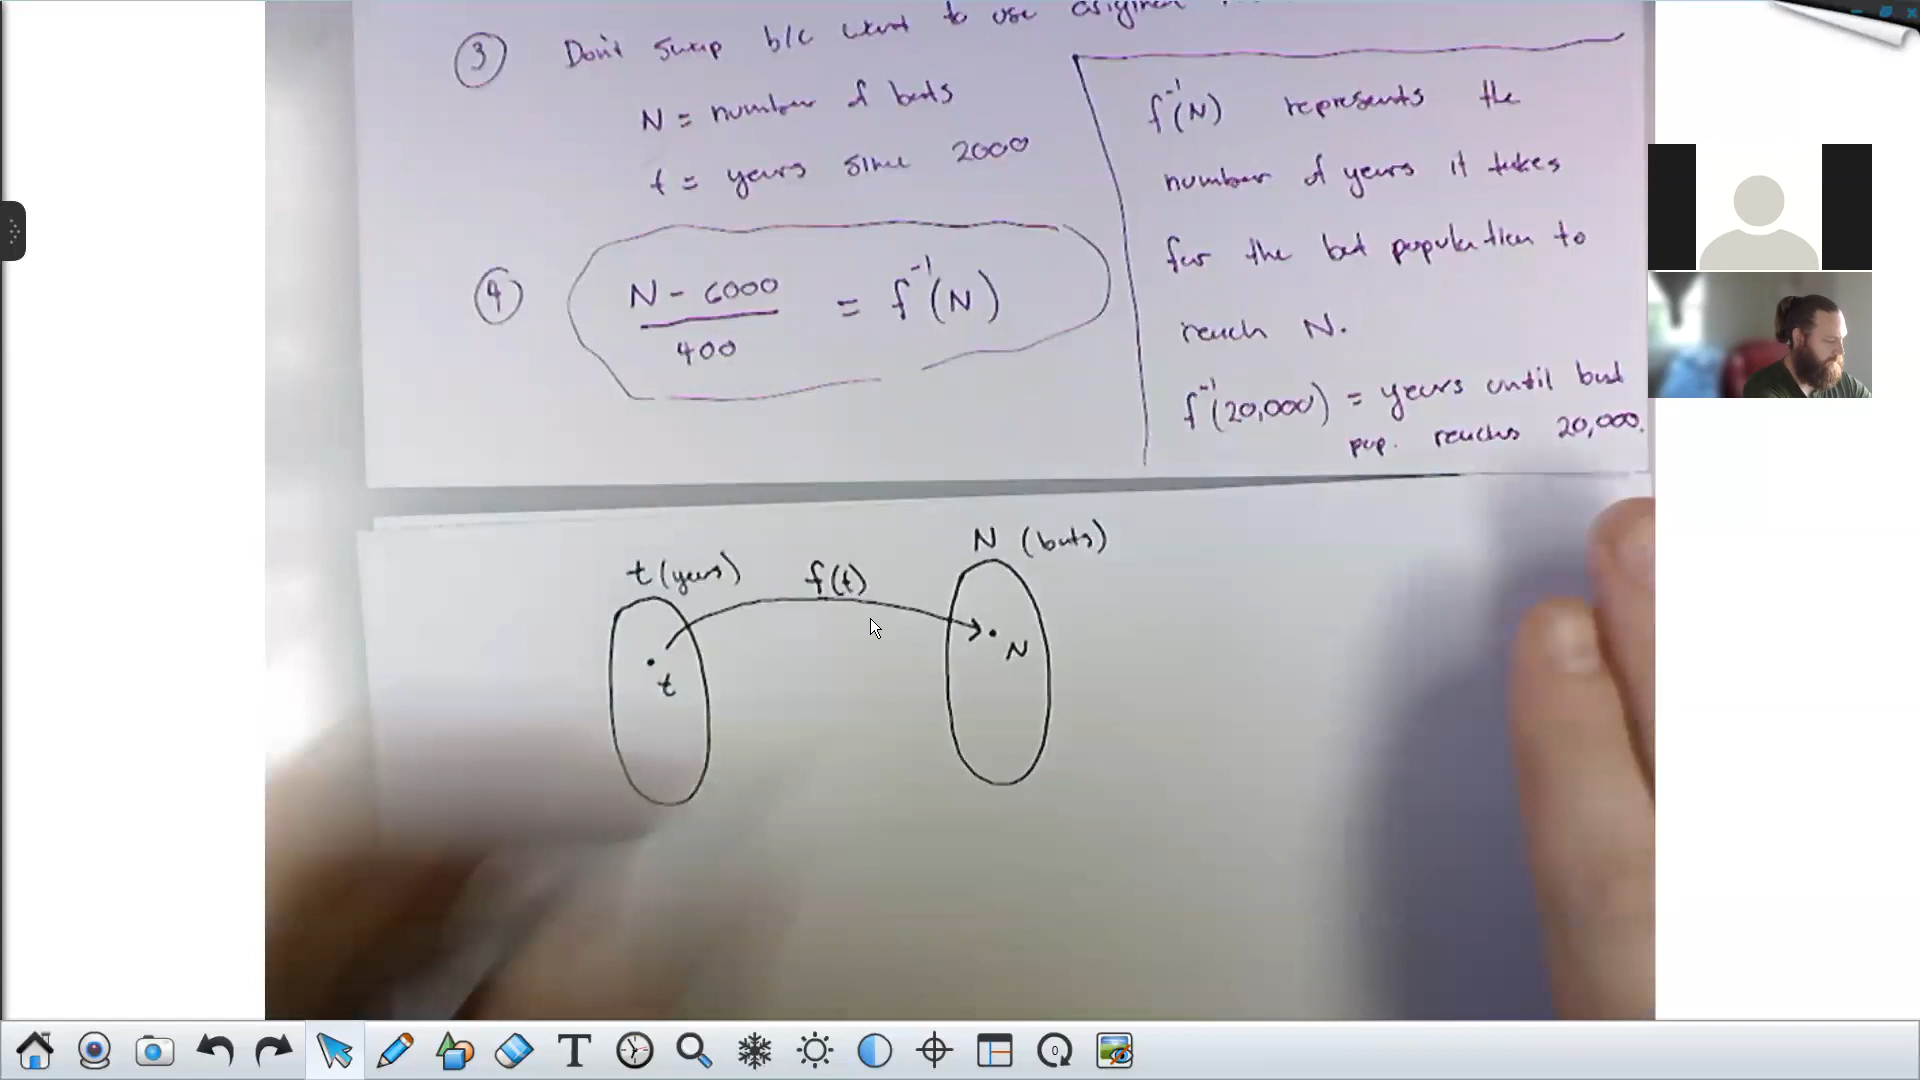 ③ Don't swap b/c want to use original
N = number of bats
t = years since 2000
④ N - 6000 / 400 = f⁻¹(N)
f⁻¹(N) represents the
number of years it takes
for the bat population to
reach N.
f⁻¹(20,000) = years until bat
pop. reaches 20,000.
t (years)
f(t)
N (bats)
t
N
T
0